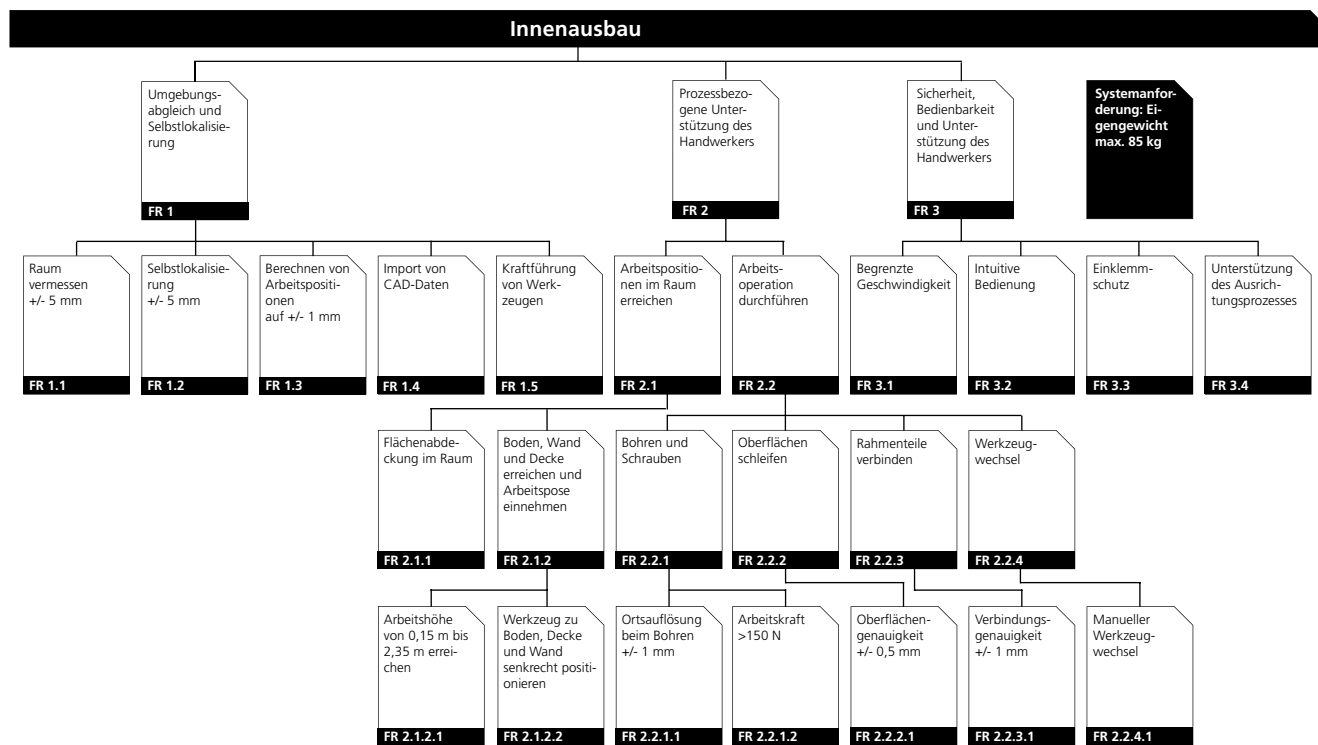 Innenausbau
Umgebungs-
abgleich und
Selbstlokalisie-
rung
FR 1
Prozessbezo-
gene Unter-
stützung des
Handwerkers
FR 2
Sicherheit,
Bedienbarkeit
und Unter-
stützung des
Handwerkers
FR 3
Systemanfor-
derung: Ei-
gengewicht
max. 85 kg
Raum
vermessen
+/- 5 mm
FR 1.1
Selbstlokalisie-
rung
+/- 5 mm
FR 1.2
Berechnen von
Arbeitspositi-
onen
auf +/- 1 mm
FR 1.3
Import von
CAD-Daten
FR 1.4
Kraftführung
von Werk-
zeugen
FR 1.5
Arbeitspositio-
nen im Raum
erreichen
FR 2.1
Arbeits-
operation
durchführen
FR 2.2
Begrenzte
Geschwindigkeit
FR 3.1
Intuitive
Bedienung
FR 3.2
Einklemm-
schutz
FR 3.3
Unterstützung
des Ausrich-
tungsprozesses
FR 3.4
Flächenabde-
ckung im Raum
FR 2.1.1
Boden, Wand
und Decke
erreichen und
Arbeitspose
einnehmen
FR 2.1.2
Bohren und
Schrauben
FR 2.2.1
Oberflächen
schleifen
FR 2.2.2
Rahmenteile
verbinden
FR 2.2.3
Werkzeug-
wechsel
FR 2.2.4
Arbeitshöhe
von 0,15 m bis
2,35 m errei-
chen
FR 2.1.2.1
Werkzeug zu
Boden, Decke
und Wand
senkrecht positi-
onieren
FR 2.1.2.2
Ortsauflösung
beim Bohren
+/- 1 mm
FR 2.2.1.1
Arbeitskraft
>150 N
FR 2.2.1.2
Oberflächen-
genauigkeit
+/- 0,5 mm
FR 2.2.2.1
Verbindungs-
genauigkeit
+/- 1 mm
FR 2.2.3.1
Manueller
Werkzeug-
wechsel
FR 2.2.4.1